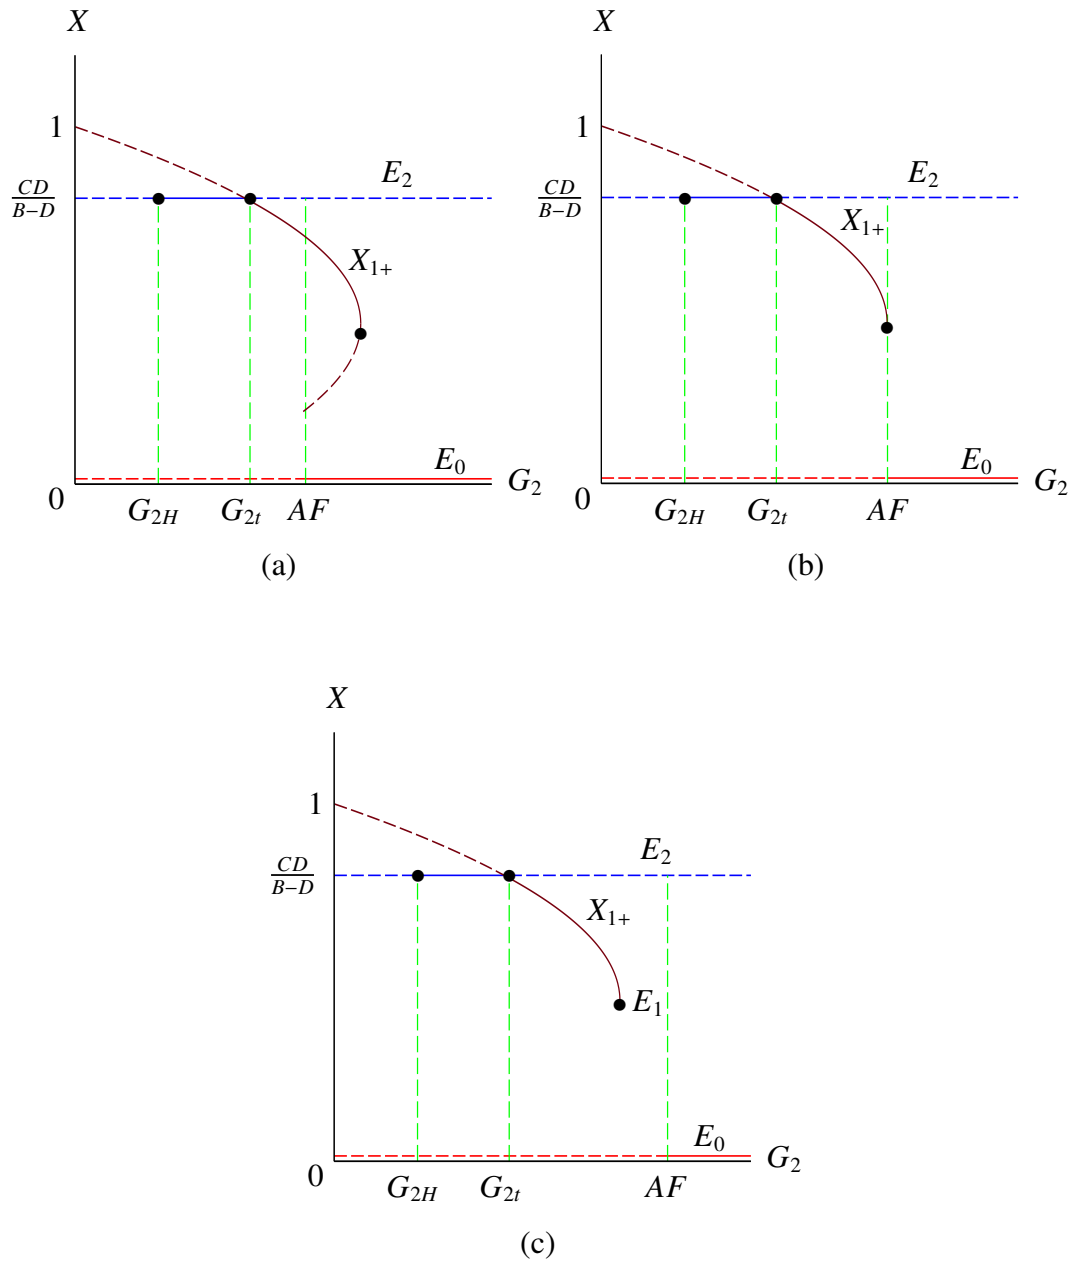 X
1
CD/B−D
E₂
X₁₊
E₀
G₂
0
G₂H G₂t AF
(a)
X
1
CD/B−D
E₂
X₁₊
E₀
G₂
0
G₂H G₂t AF
(b)
X
1
CD/B−D
E₂
X₁₊
E₁
E₀
G₂
0
G₂H G₂t AF
(c)